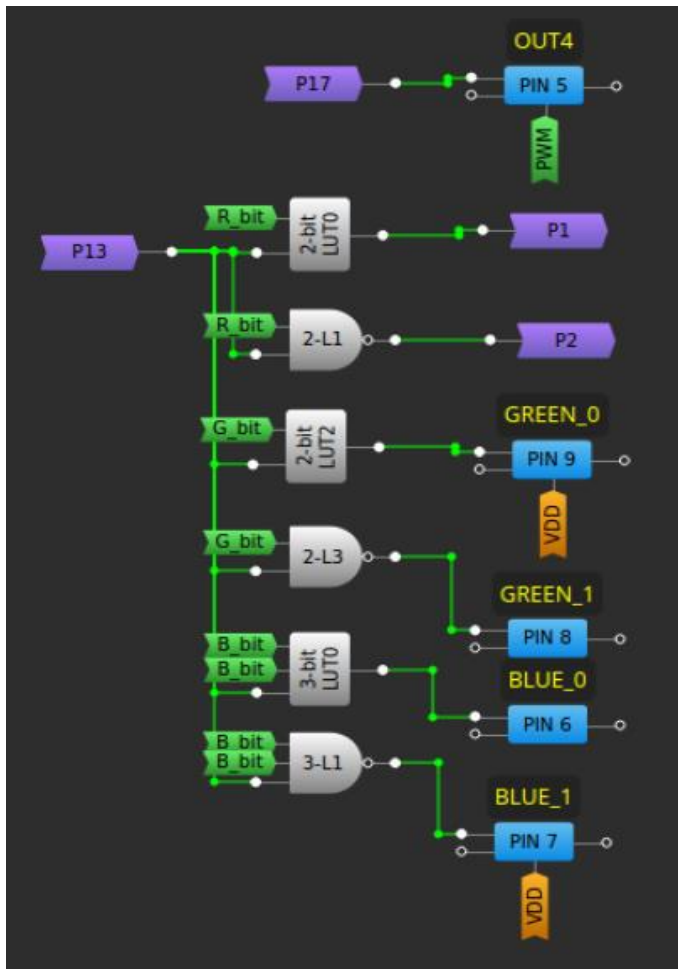 OUT4
P17
PIN 5
PWM
R_bit
2-bit
LUT0
P13
P1
R_bit
2-L1
P2
GREEN_0
G_bit
2-bit
LUT2
PIN 9
VDD
G_bit
2-L3
GREEN_1
PIN 8
B_bit
B_bit
3-bit
LUT0
BLUE_0
PIN 6
B_bit
B_bit
3-L1
BLUE_1
PIN 7
VDD